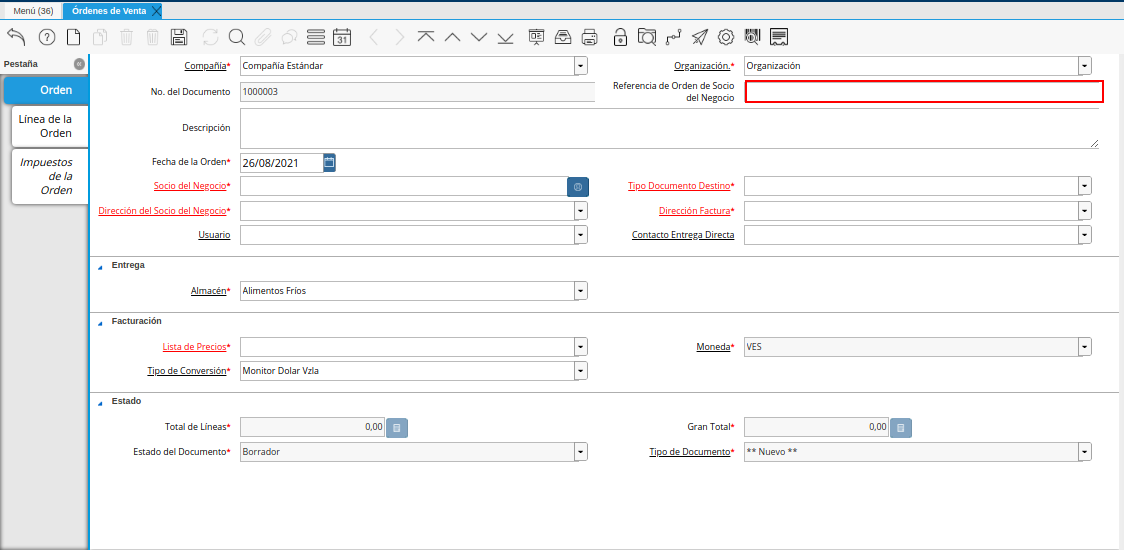 Menú (36)
Órdenes de Venta
31
Pestaña
Orden
Línea de la
Orden
Impuestos
de la
Orden
Compañía*
Compañía Estándar
Organización.*
Organización
No. del Documento
1000003
Referencia de Orden de Socio
del Negocio
Descripción
Fecha de la Orden*
26/08/2021
Socio del Negocio*
Tipo Documento Destino*
Dirección del Socio del Negocio*
Dirección Factura*
Usuario
Contacto Entrega Directa
Entrega
Almacén*
Alimentos Fríos
Facturación
Lista de Precios*
Moneda*
VES
Tipo de Conversión*
Monitor Dolar Vzla
Estado
Total de Líneas*
0,00
Gran Total*
0,00
Estado del Documento*
Borrador
Tipo de Documento*
** Nuevo **